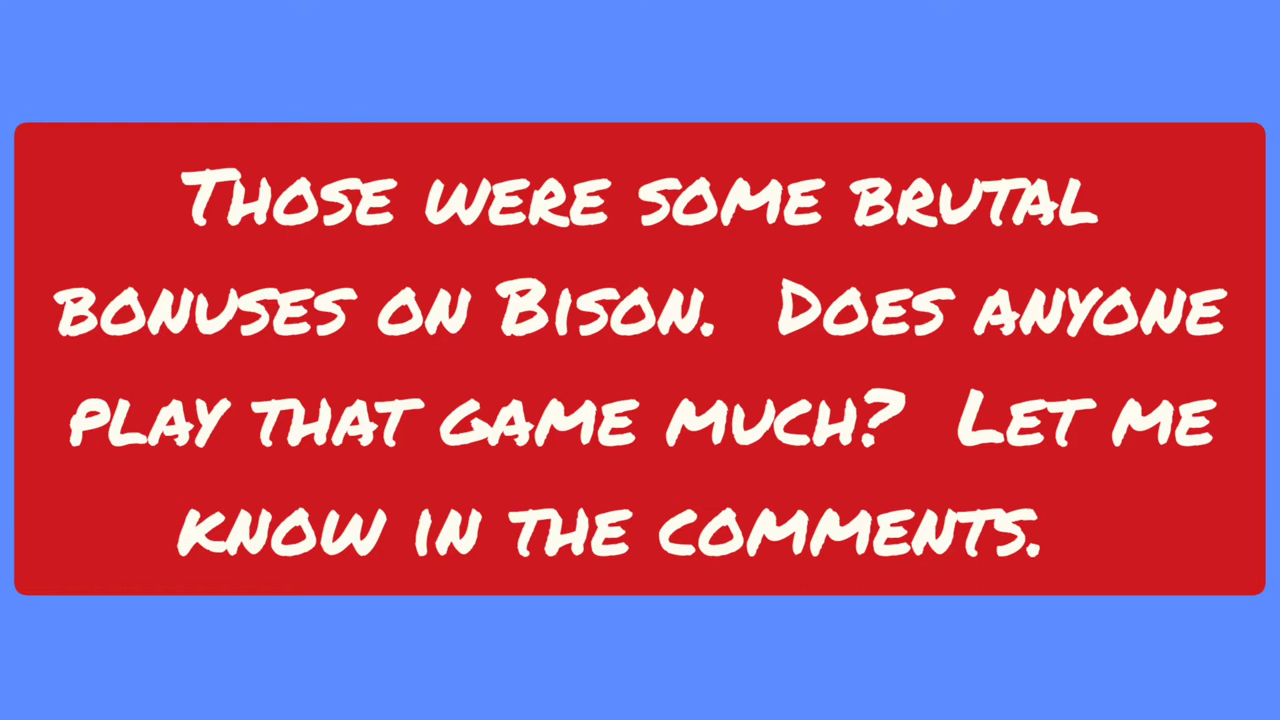 Those were some brutal
bonuses on Bison.  Does anyone
play that game much?  Let me
know in the comments.